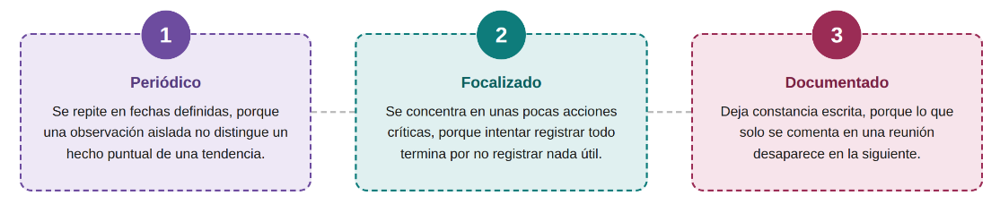 1
Periódico
Se repite en fechas definidas, porque
una observación aislada no distingue un
hecho puntual de una tendencia.
2
Focalizado
Se concentra en unas pocas acciones
críticas, porque intentar registrar todo
termina por no registrar nada útil.
3
Documentado
Deja constancia escrita, porque lo que
solo se comenta en una reunión
desaparece en la siguiente.